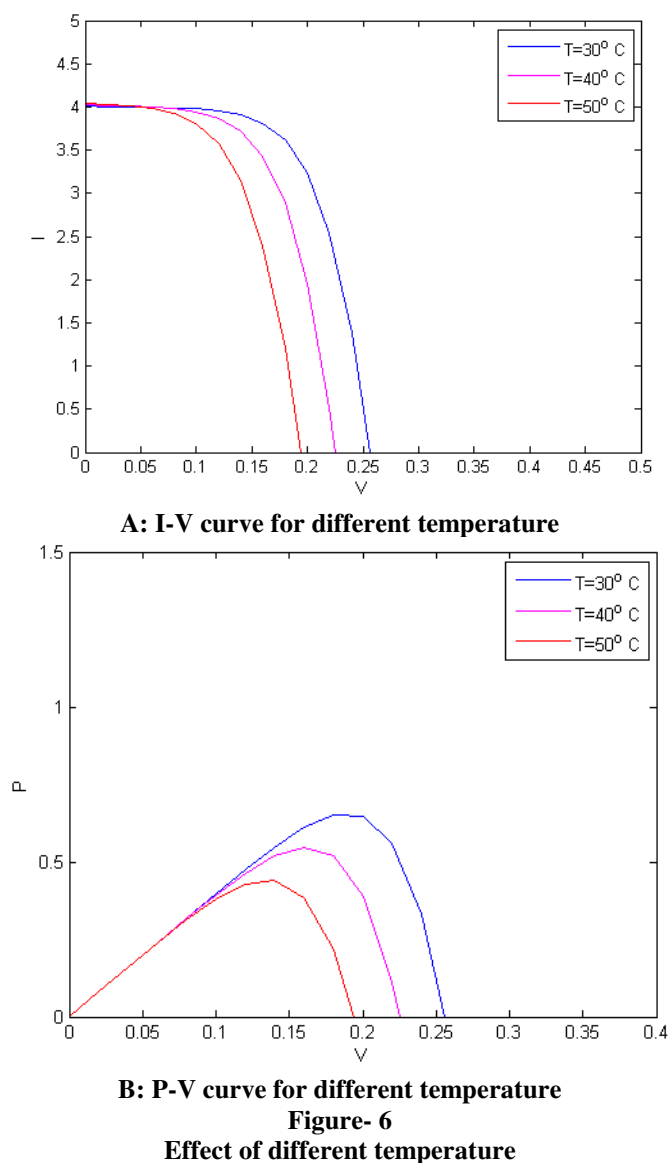 5
4.5
4
3.5
3
2.5
2
1.5
1
0.5
0
I
T=30° C
T=40° C
T=50° C
0 0.05 0.1 0.15 0.2 0.25 0.3 0.35 0.4 0.45 0.5
V
A: I-V curve for different temperature
1.5
1
0.5
0
P
T=30° C
T=40° C
T=50° C
0 0.05 0.1 0.15 0.2 0.25 0.3 0.35 0.4
V
B: P-V curve for different temperature
Figure- 6
Effect of different temperature